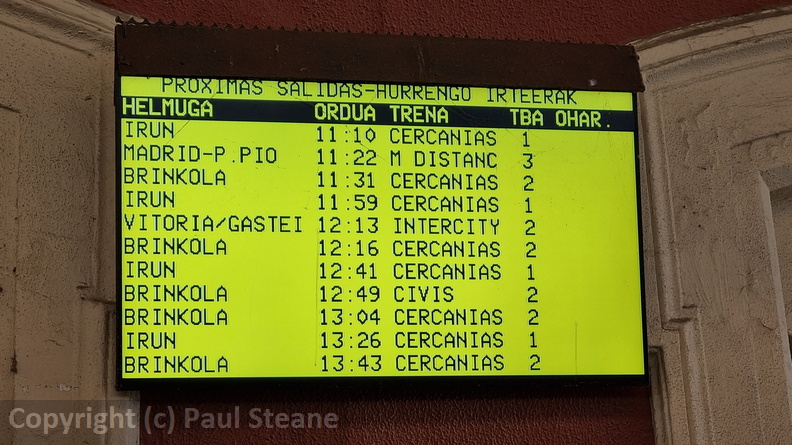 PROXIMAS SALIDAS-HURRENGO IRTEERAK
HELMUGA ORDUA TRENA TBA OHAR.
IRUN 11:10 CERCANIAS 1
MADRID-P.PIO 11:22 M DISTANC 3
BRINKOLA 11:31 CERCANIAS 2
IRUN 11:59 CERCANIAS 1
VITORIA/GASTEI 12:13 INTERCITY 2
BRINKOLA 12:16 CERCANIAS 2
IRUN 12:41 CERCANIAS 1
BRINKOLA 12:49 CIVIS 2
BRINKOLA 13:04 CERCANIAS 2
IRUN 13:26 CERCANIAS 1
BRINKOLA 13:43 CERCANIAS 2
Copyright (c) Paul Steane